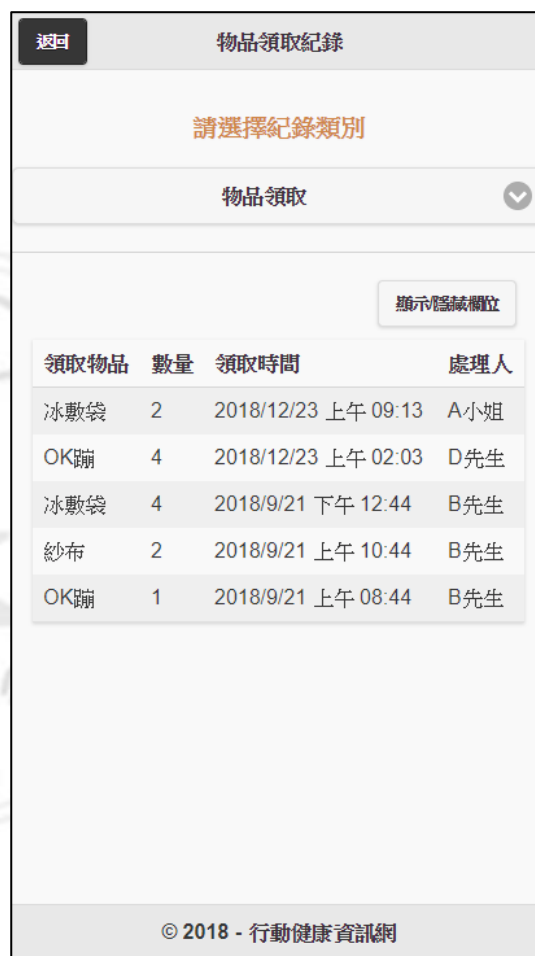 返回 物品領取紀錄
請選擇紀錄類別
物品領取
顯示/隱藏欄位
領取物品 數量 領取時間 處理人
冰敷袋 2 2018/12/23 上午 09:13 A小姐
OK蹦 4 2018/12/23 上午 02:03 D先生
冰敷袋 4 2018/9/21 下午 12:44 B先生
紗布 2 2018/9/21 上午 10:44 B先生
OK蹦 1 2018/9/21 上午 08:44 B先生
© 2018 - 行動健康資訊網